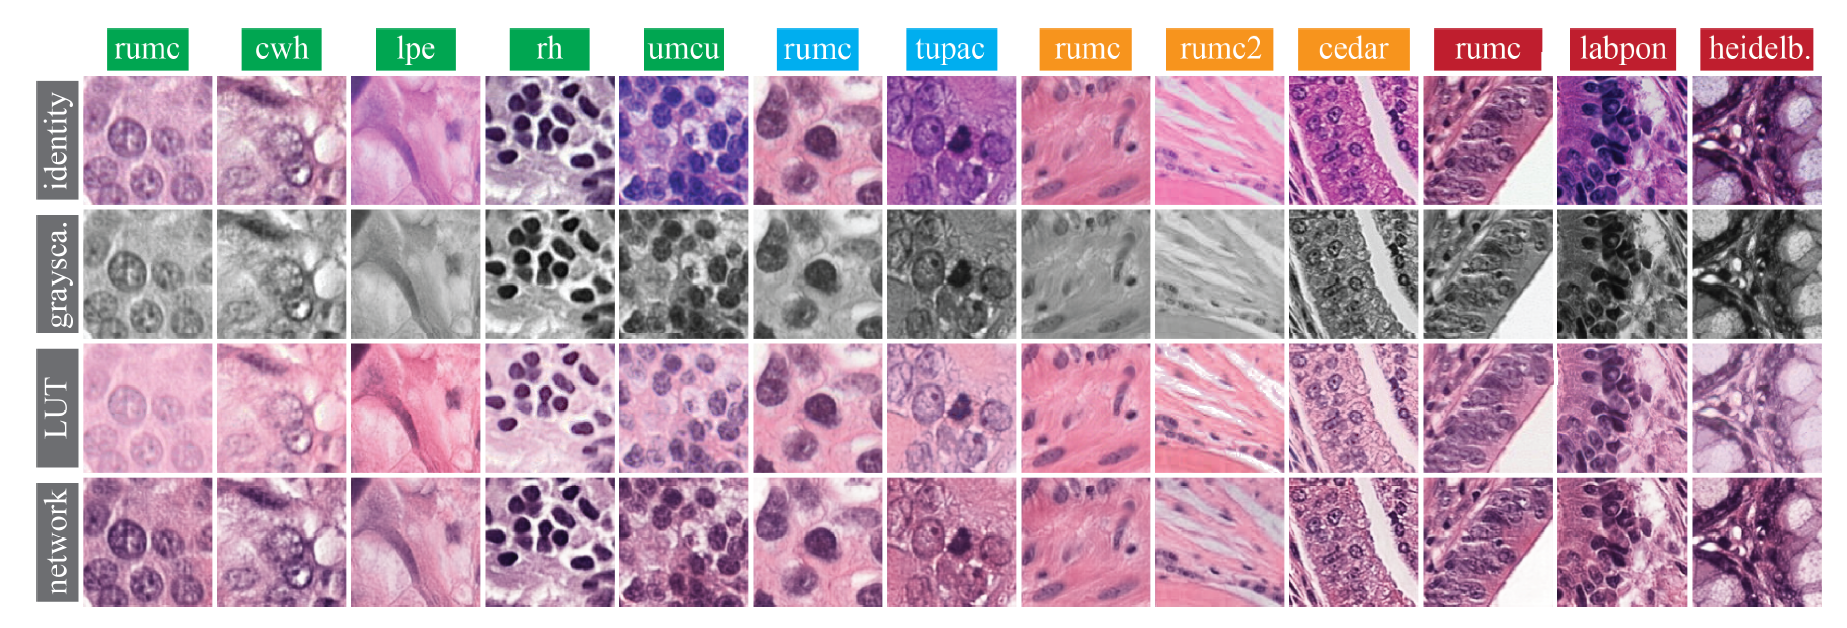 rumc cwh lpe rh umcu rumc tupac rumc rumc2 cedar rumc labpon heidelb.
identity
graysca.
LUT
network